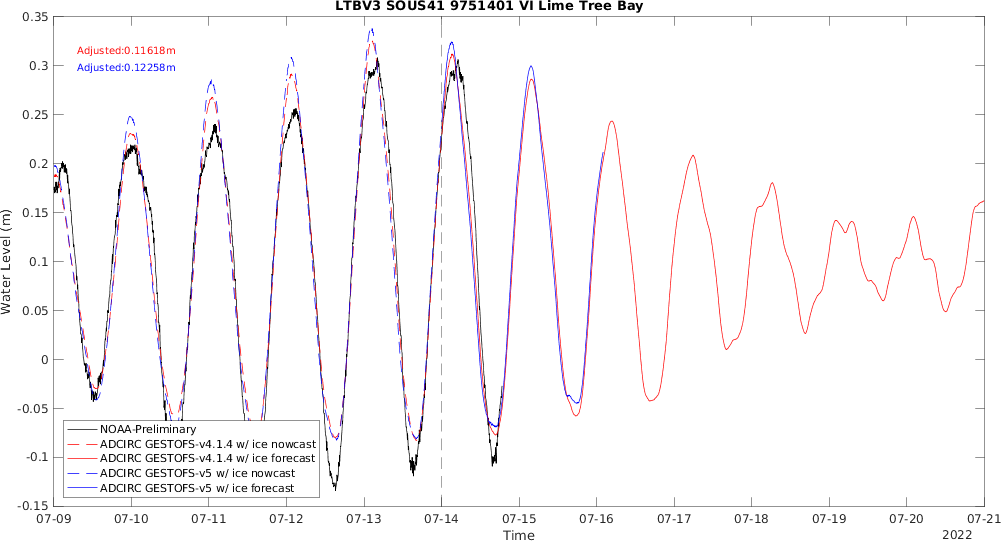 LTBV3 SOUS41 9751401 VI Lime Tree Bay
Adjusted:0.11618m
Adjusted:0.12258m
0.35
0.3
0.25
0.2
0.15
0.1
0.05
0
-0.05
-0.1
-0.15
Water Level (m)
NOAA-Preliminary
ADCIRC GESTOFS-v4.1.4 w/ ice nowcast
ADCIRC GESTOFS-v4.1.4 w/ ice forecast
ADCIRC GESTOFS-v5 w/ ice nowcast
ADCIRC GESTOFS-v5 w/ ice forecast
07-09 07-10 07-11 07-12 07-13 07-14 07-15 07-16 07-17 07-18 07-19 07-20 07-21
Time
2022